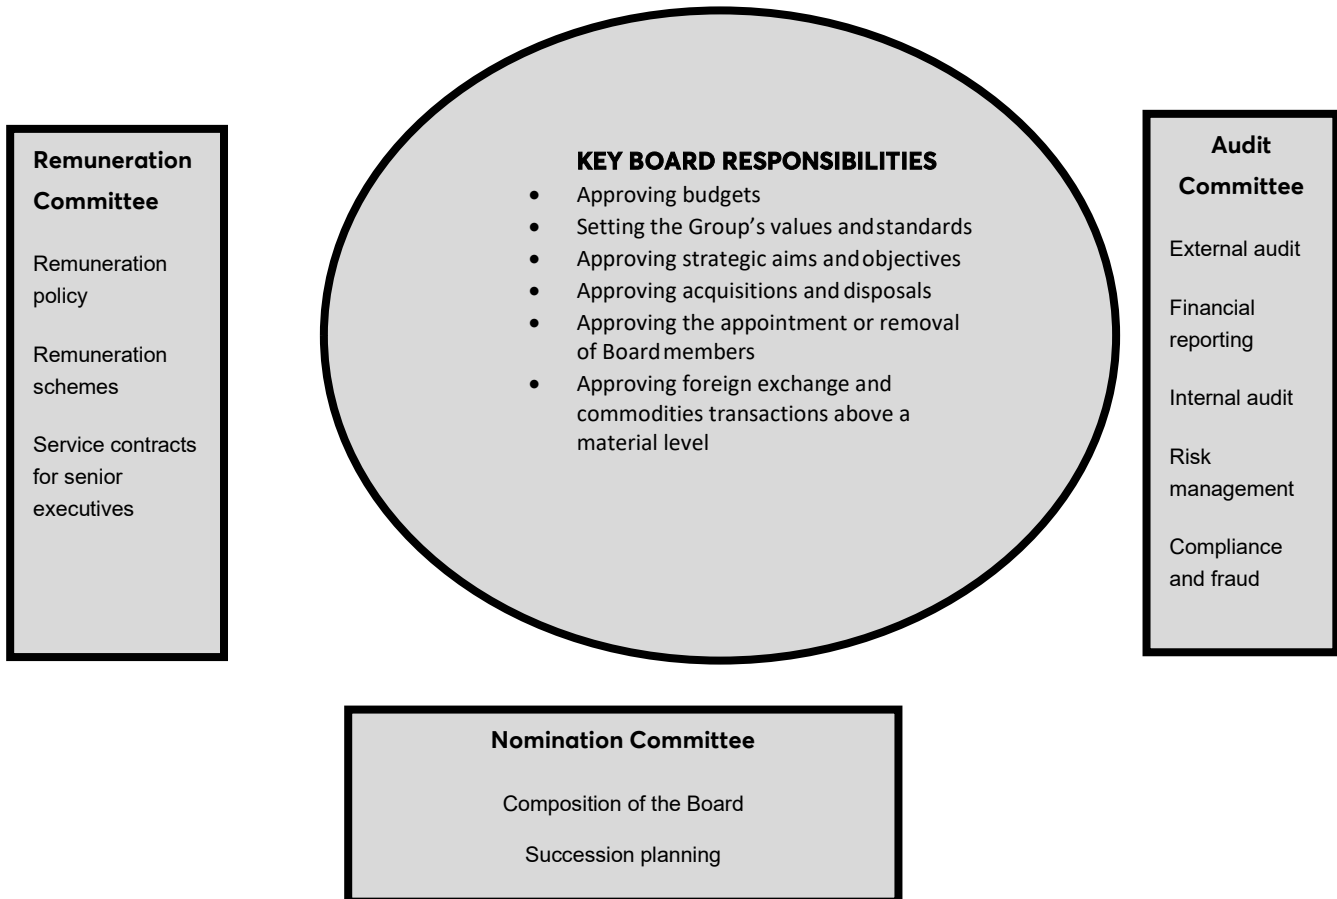 Remuneration
Committee
Remuneration
policy
Remuneration
schemes
Service contracts
for senior
executives
KEY BOARD RESPONSIBILITIES
• Approving budgets
• Setting the Group’s values and standards
• Approving strategic aims and objectives
• Approving acquisitions and disposals
• Approving the appointment or removal
of Board members
• Approving foreign exchange and
commodities transactions above a
material level
Audit
Committee
External audit
Financial
reporting
Internal audit
Risk
management
Compliance
and fraud
Nomination Committee
Composition of the Board
Succession planning